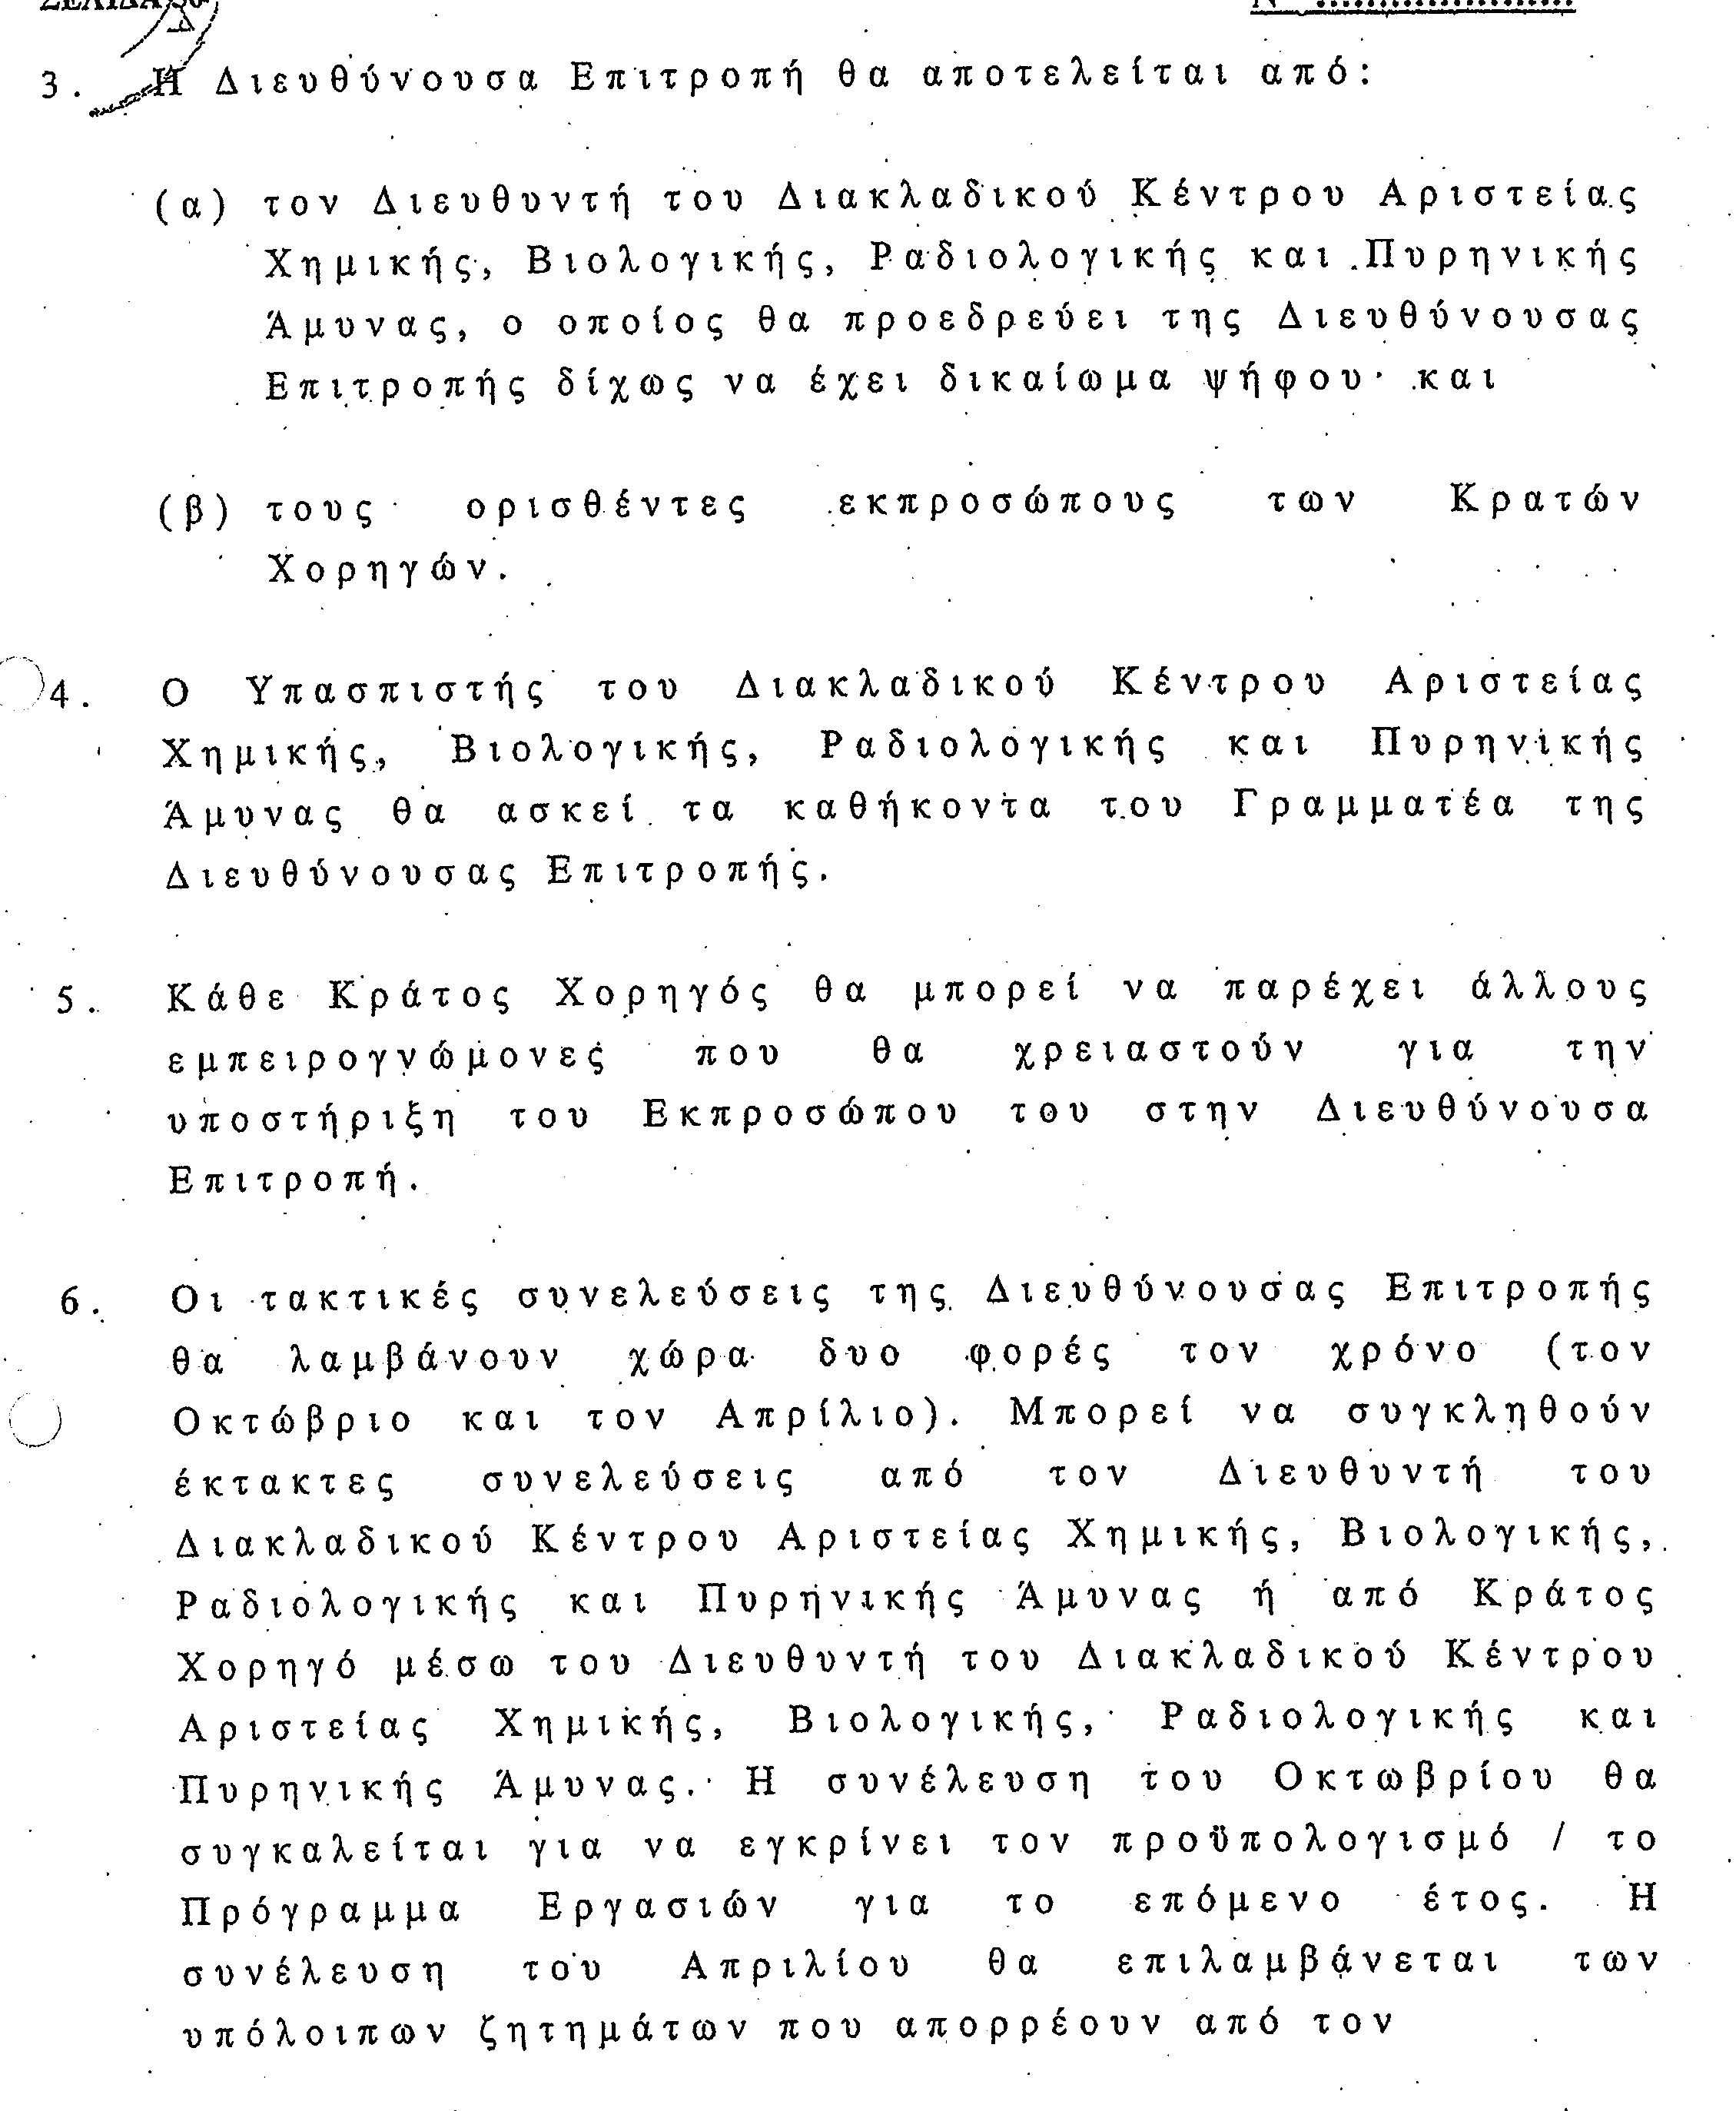 3. Η Διευθύνουσα Επιτροπή θα αποτελείται από:
(α) τον Διευθυντή του Διακλαδικού Κέντρου Αριστείας
Χημικής, Βιολογικής, Ραδιολογικής και Πυρηνικής
Άμυνας, ο οποίος θα προεδρεύει της Διευθύνουσας
Επιτροπής δίχως να έχει δικαίωμα ψήφου· και
(β) τους ορισθέντες εκπροσώπους των Κρατών
Χορηγών.
4. Ο Υπασπιστής του Διακλαδικού Κέντρου Αριστείας
Χημικής, Βιολογικής, Ραδιολογικής και Πυρηνικής
Άμυνας θα ασκεί τα καθήκοντα του Γραμματέα της
Διευθύνουσας Επιτροπής.
5. Κάθε Κράτος Χορηγός θα μπορεί να παρέχει άλλους
εμπειρογνώμονες που θα χρειαστούν για την
υποστήριξη του Εκπροσώπου του στην Διευθύνουσα
Επιτροπή.
6. Οι τακτικές συνελεύσεις της Διευθύνουσας Επιτροπής
θα λαμβάνουν χώρα δυο φορές τον χρόνο (τον
Οκτώβριο και τον Απρίλιο). Μπορεί να συγκληθούν
έκτακτες συνελεύσεις από τον Διευθυντή του
Διακλαδικού Κέντρου Αριστείας Χημικής, Βιολογικής,
Ραδιολογικής και Πυρηνικής Άμυνας ή από Κράτος
Χορηγό μέσω του Διευθυντή του Διακλαδικού Κέντρου
Αριστείας Χημικής, Βιολογικής, Ραδιολογικής και
Πυρηνικής Άμυνας. Η συνέλευση του Οκτωβρίου θα
συγκαλείται για να εγκρίνει τον προϋπολογισμό / το
Πρόγραμμα Εργασιών για το επόμενο έτος. Η
συνέλευση του Απριλίου θα επιλαμβάνεται των
υπόλοιπων ζητημάτων που απορρέουν από τον